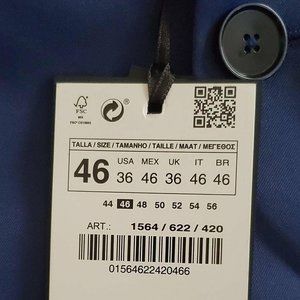 FSC
TALLA / SIZE / TAMANHO / TAILLE / MAAT / ΜΕΓΕΘΟΣ
46
USA MEX UK IT BR
36 46 36 46 46
44 46 48 50 52 54 56
ART.: 1564 / 622 / 420
01564622420466